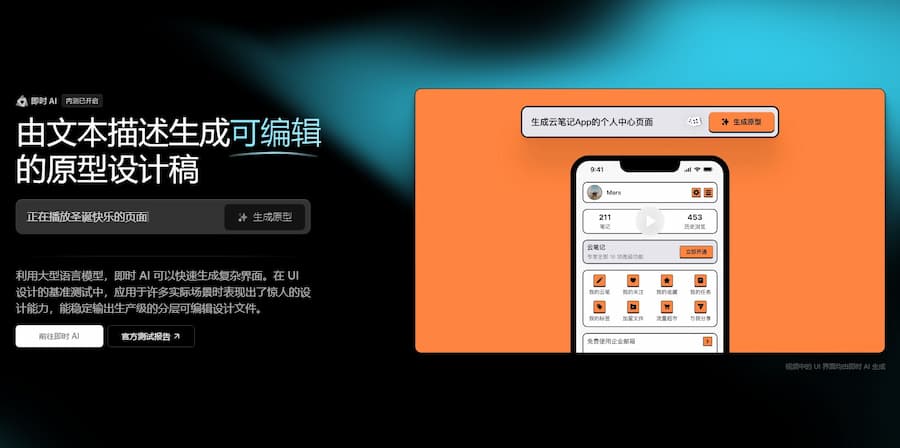 即时 AI 内测已开启
由文本描述生成可编辑
的原型设计稿
正在播放圣诞快乐的页面
生成原型
利用大型语言模型，即时 AI 可以快速生成复杂界面。在 UI
设计的基准测试中，应用于许多实际场景时表现出了惊人的设
计能力，能稳定输出生产级的分层可编辑设计文件。
前往即时 AI
官方测试报告
生成云笔记App的个人中心页面
生成原型
9:41
Mars
211
笔记
453
历史浏览
云笔记
立即开通
我的云笔 我的关注 我的收藏 我的任务
我的标签 加星文件 流量超市 节日分享
免费使用企业邮箱
视频中的 UI 界面均由即时 AI 生成